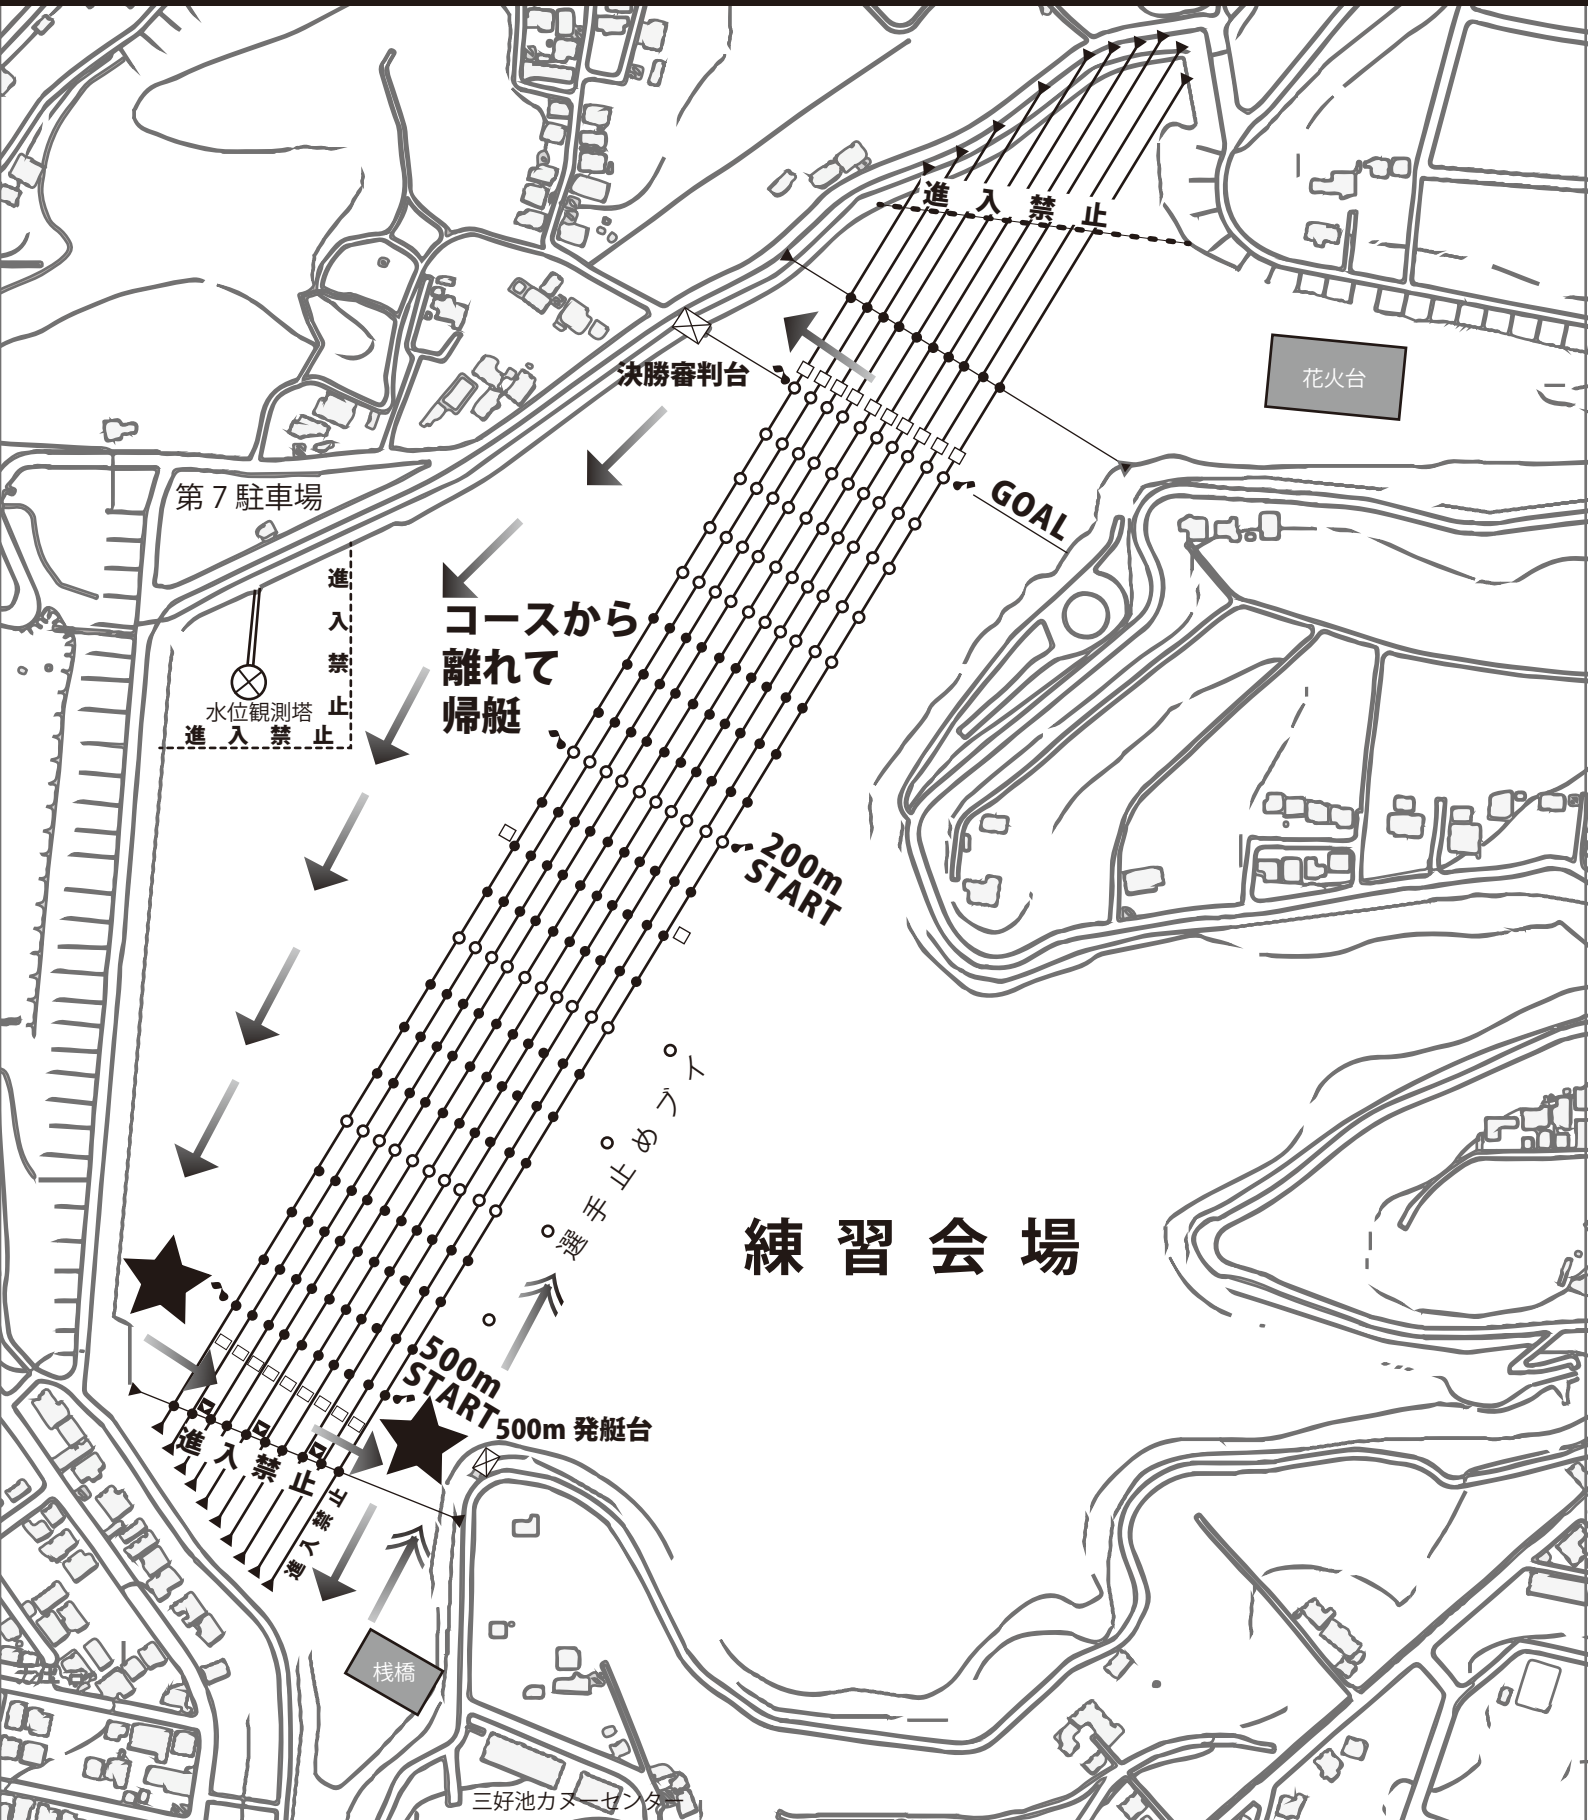 進入禁止
決勝審判台
花火台
GOAL
第7駐車場
進入禁止
コースから
離れて
帰艇
水位観測塔
進入禁止
200m
START
選手止めブイ
練習会場
500m
START
500m 発艇台
進入禁止
進入禁止
桟橋
三好池カヌーセンター